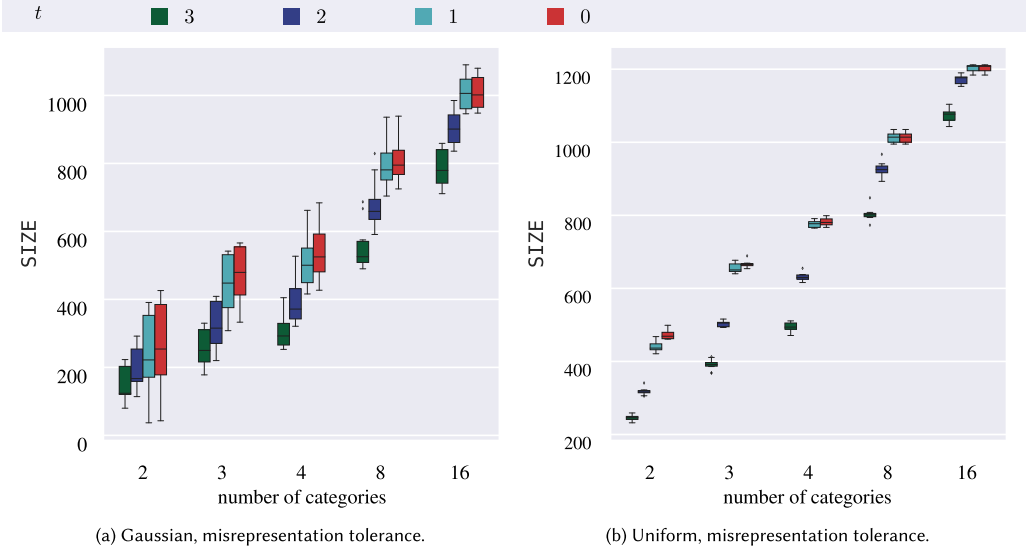 t 3 2 1 0
1000
800
600
400
200
0
SIZE
2 3 4 8 16
number of categories
(a) Gaussian, misrepresentation tolerance.
1200
1000
800
600
400
200
SIZE
2 3 4 8 16
number of categories
(b) Uniform, misrepresentation tolerance.